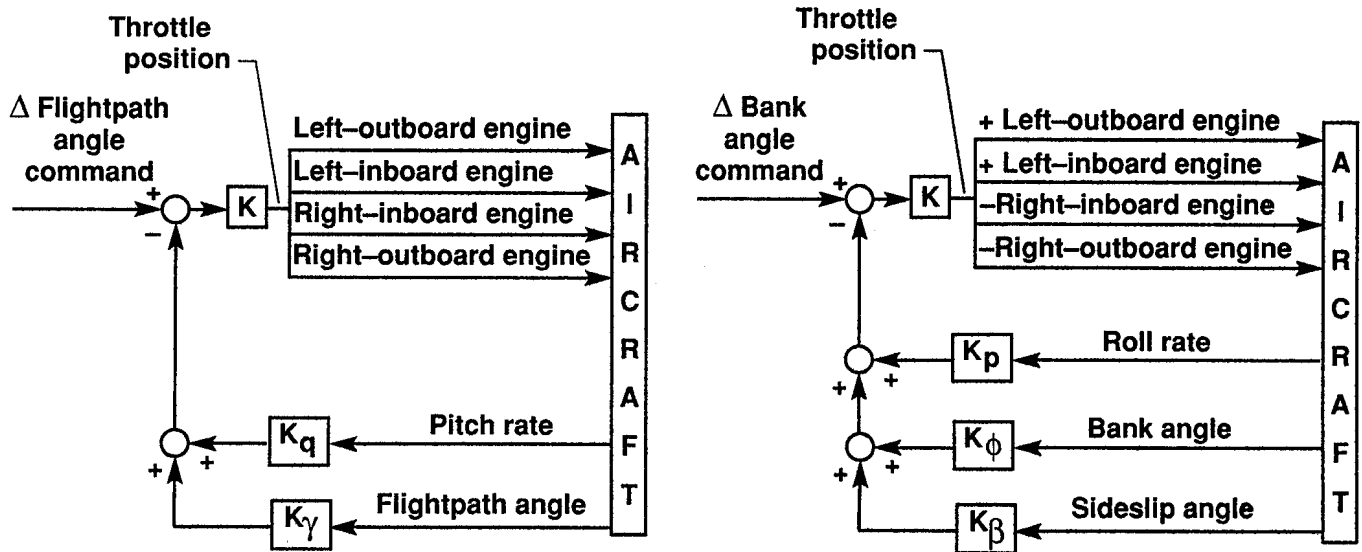 Throttle
position
Δ Flightpath
angle
command
+
−
K
Left–outboard engine
Left–inboard engine
Right–inboard engine
Right–outboard engine
A
I
R
C
R
A
F
T
Kq
Pitch rate
+
+
Kγ
Flightpath angle
Throttle
position
Δ Bank
angle
command
+
−
K
+ Left–outboard engine
+ Left–inboard engine
–Right–inboard engine
–Right–outboard engine
A
I
R
C
R
A
F
T
Kp
Roll rate
+
+
Kϕ
Bank angle
+
+
Kβ
Sideslip angle